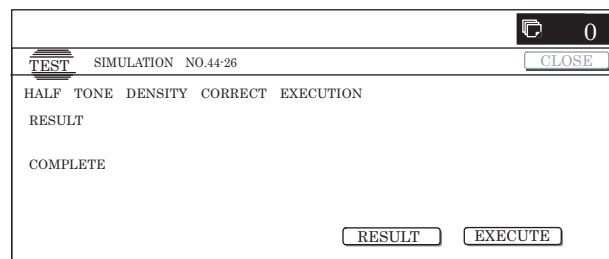 0
TEST SIMULATION NO.44-26 CLOSE
HALF TONE DENSITY CORRECT EXECUTION
RESULT
COMPLETE
RESULT EXECUTE